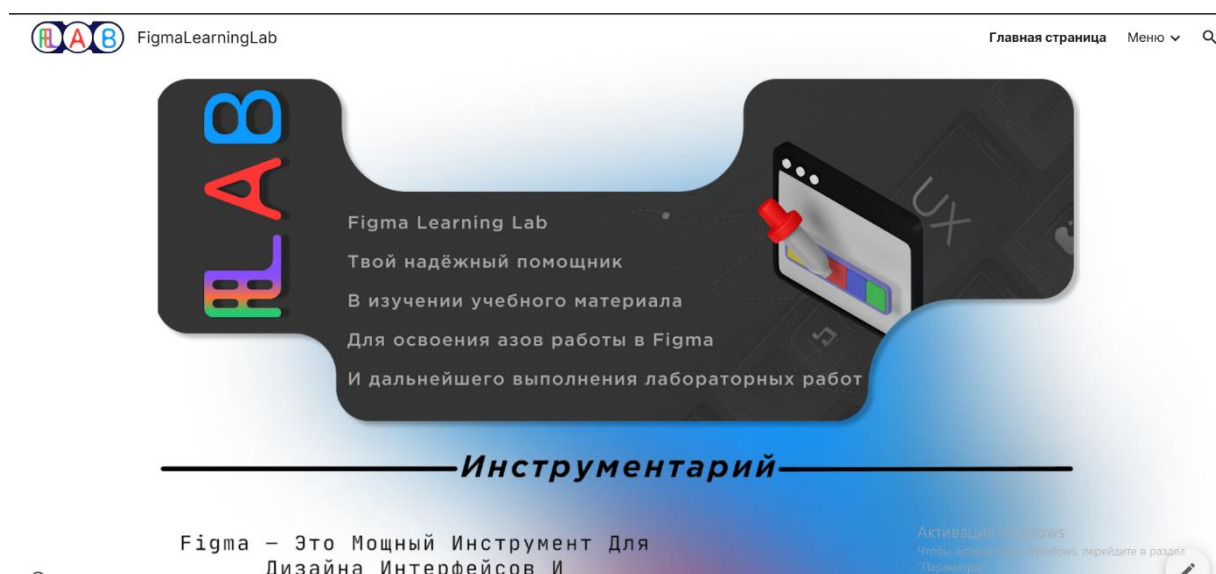 FLLAB FigmaLearningLab
Главная страница Меню
FLLAB
UX
Figma Learning Lab
Твой надёжный помощник
В изучении учебного материала
Для освоения азов работы в Figma
И дальнейшего выполнения лабораторных работ
Инструментарий
Figma — Это Мощный Инструмент Для
Дизайна Интерфейсов И
Активация Windows
Чтобы активировать Windows, перейдите в раздел
"Параметры".